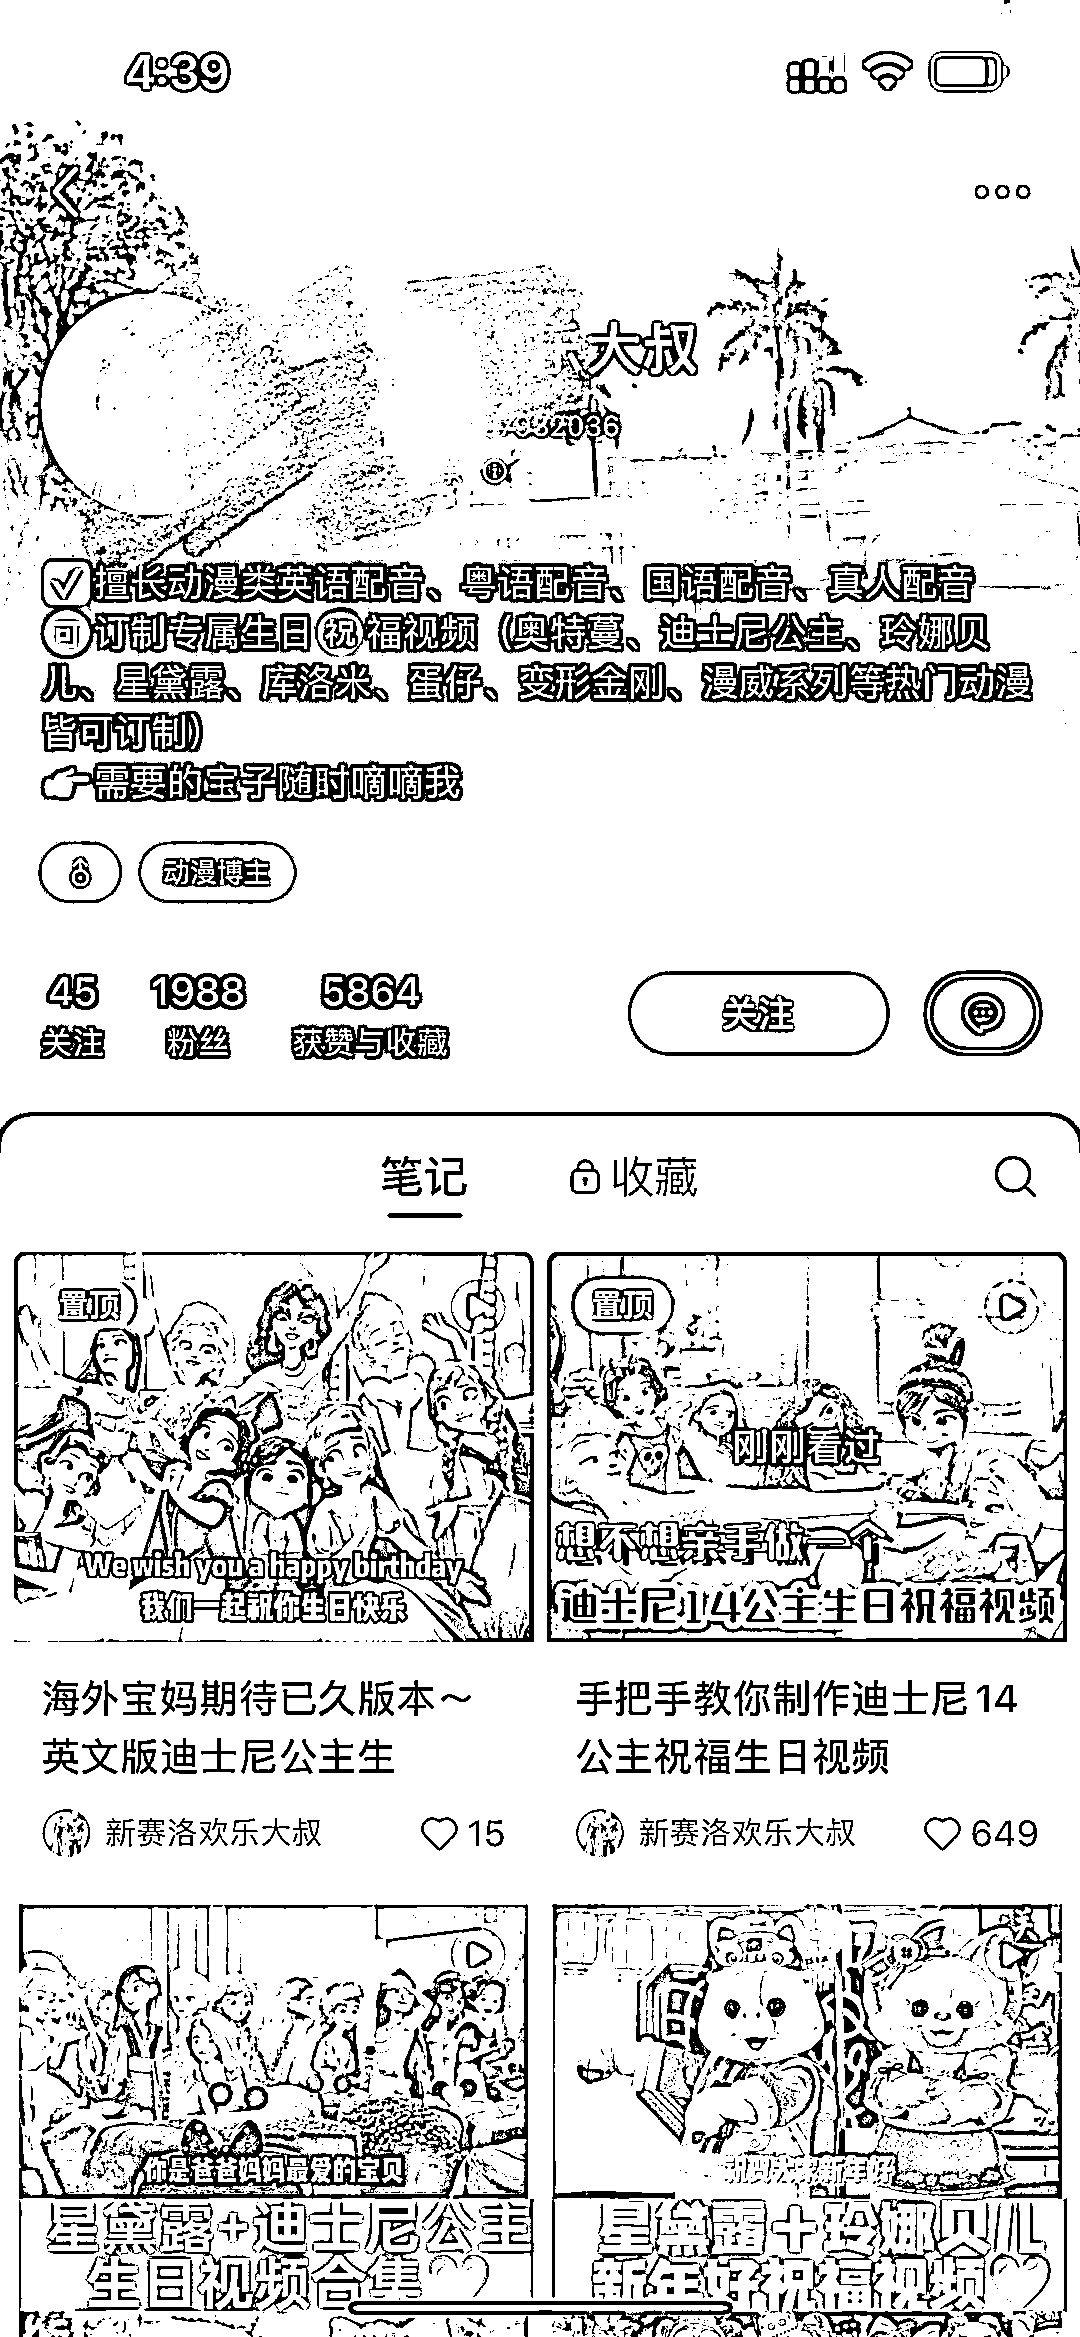 4:39
大叔
☑擅长动漫类英语配音、粤语配音、国语配音、真人配音
可订制专属生日祝福视频（奥特蔓、迪士尼公主、玲娜贝
儿、星黛露、库洛米、蛋仔、变形金刚、漫威系列等热门动漫
皆可订制）
👉需要的宝子随时嘀嘀我
动漫博主
45 1988 5864
关注 粉丝 获赞与收藏
关注
笔记 收藏
置顶
We wish you a happy birthday
我们一起祝你生日快乐
置顶
刚刚看过
想不想亲手做一个
迪士尼14公主生日祝福视频
海外宝妈期待已久版本～
英文版迪士尼公主生
新赛洛欢乐大叔 15
手把手教你制作迪士尼14
公主祝福生日视频
新赛洛欢乐大叔 649
你是爸爸妈妈最爱的宝贝
星黛露+迪士尼公主
生日视频合集♡
新年好
星黛露+玲娜贝儿
新年好祝福视频♡